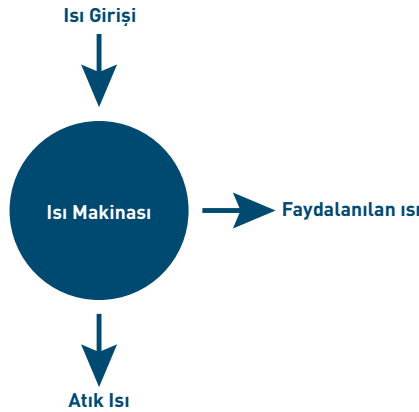 Isı Girişi
Isı Makinası
Faydalanılan ısı
Atık Isı